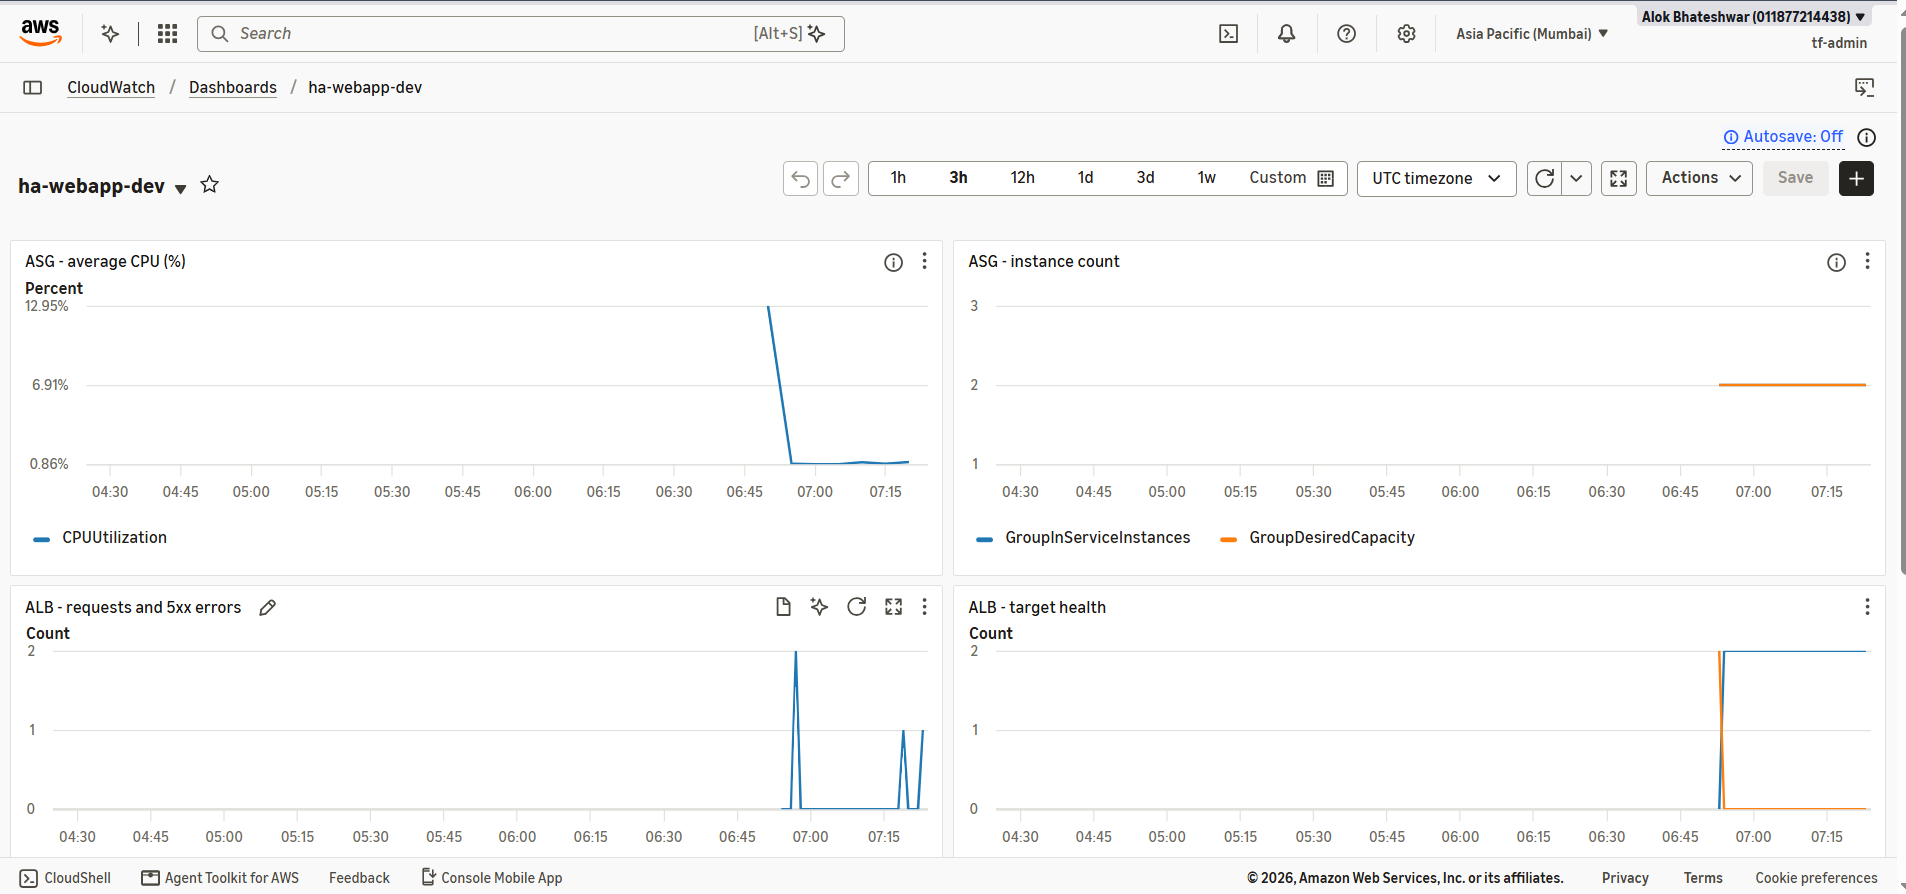 aws
Search [Alt+S]
Asia Pacific (Mumbai)
Alok Bhateshwar (011877214438)
tf-admin
CloudWatch / Dashboards / ha-webapp-dev
Autosave: Off
ha-webapp-dev
1h 3h 12h 1d 3d 1w Custom UTC timezone Actions Save
ASG - average CPU (%)
Percent
12.95%
6.91%
0.86%
04:30 04:45 05:00 05:15 05:30 05:45 06:00 06:15 06:30 06:45 07:00 07:15
CPUUtilization
ASG - instance count
3
2
1
04:30 04:45 05:00 05:15 05:30 05:45 06:00 06:15 06:30 06:45 07:00 07:15
GroupInServiceInstances GroupDesiredCapacity
ALB - requests and 5xx errors
Count
2
1
0
04:30 04:45 05:00 05:15 05:30 05:45 06:00 06:15 06:30 06:45 07:00 07:15
ALB - target health
Count
2
1
0
04:30 04:45 05:00 05:15 05:30 05:45 06:00 06:15 06:30 06:45 07:00 07:15
CloudShell Agent Toolkit for AWS Feedback Console Mobile App © 2026, Amazon Web Services, Inc. or its affiliates. Privacy Terms Cookie preferences